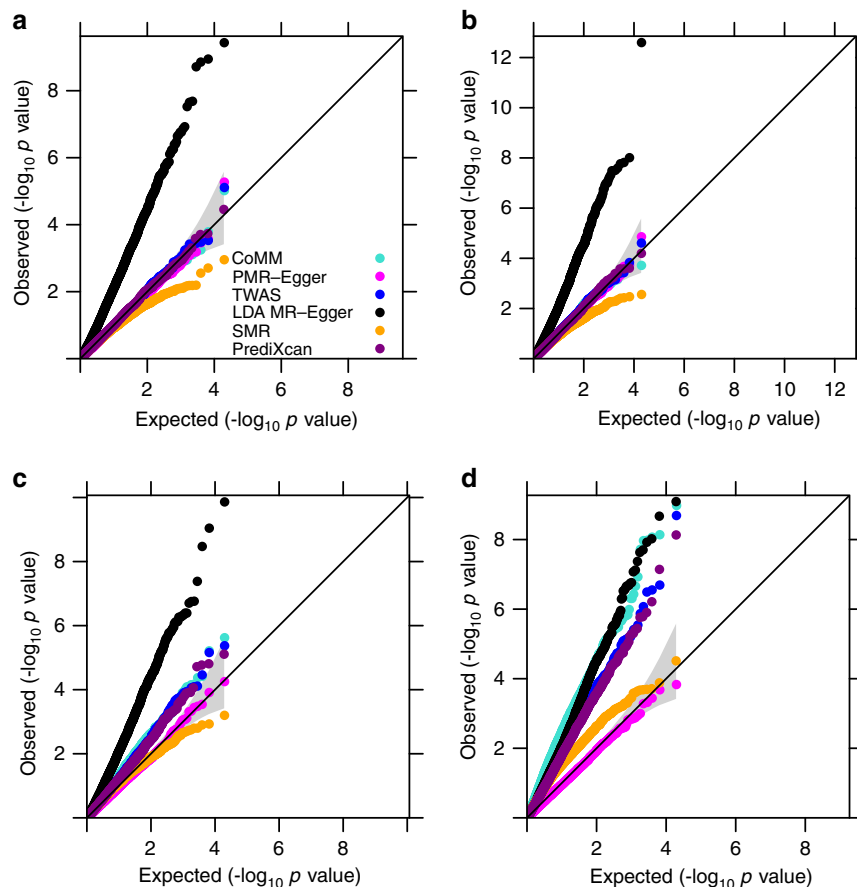 a
Observed (-log10 p value)
8
6
4
2
2 4 6 8
Expected (-log10 p value)
CoMM
PMR–Egger
TWAS
LDA MR–Egger
SMR
PrediXcan
b
Observed (-log10 p value)
12
10
8
6
4
2
2 4 6 8 10 12
Expected (-log10 p value)
c
Observed (-log10 p value)
8
6
4
2
2 4 6 8
Expected (-log10 p value)
d
Observed (-log10 p value)
8
6
4
2
2 4 6 8
Expected (-log10 p value)